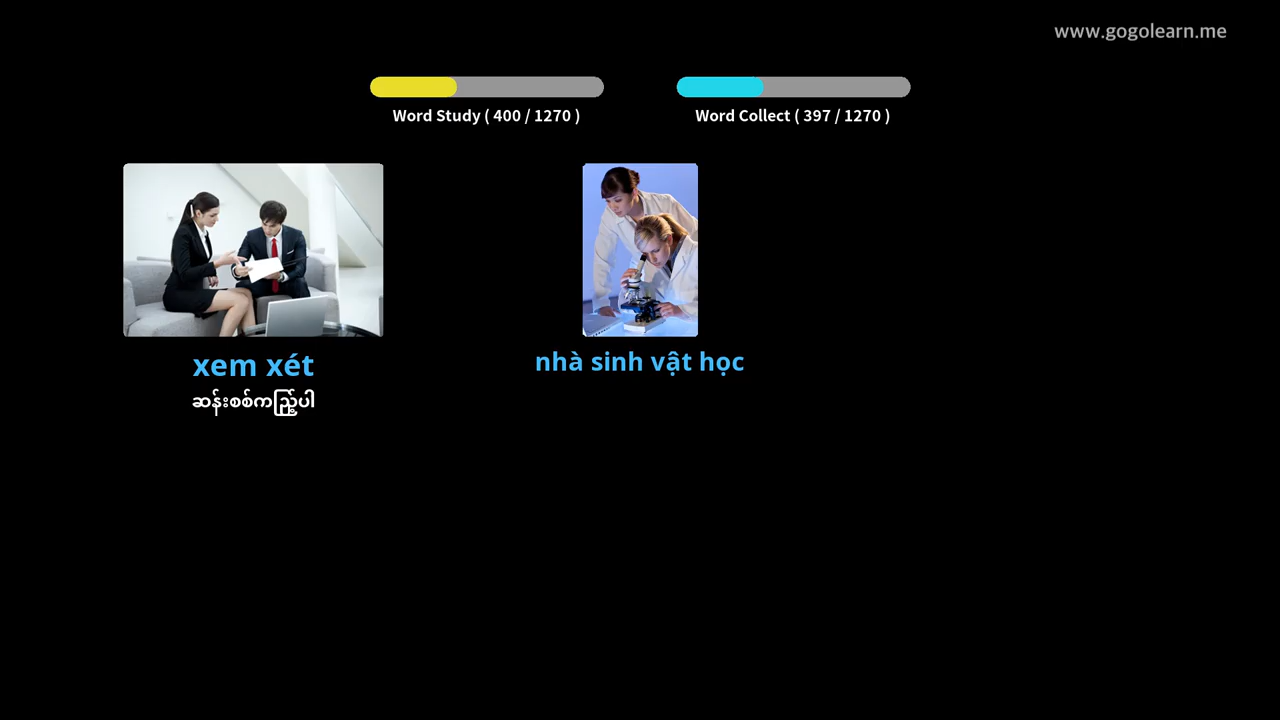 www.gogolearn.me
Word Study ( 400 / 1270 )
Word Collect ( 397 / 1270 )
xem xét
ဆန်းစစ်ကည့်ပြါ
nhà sinh vật học